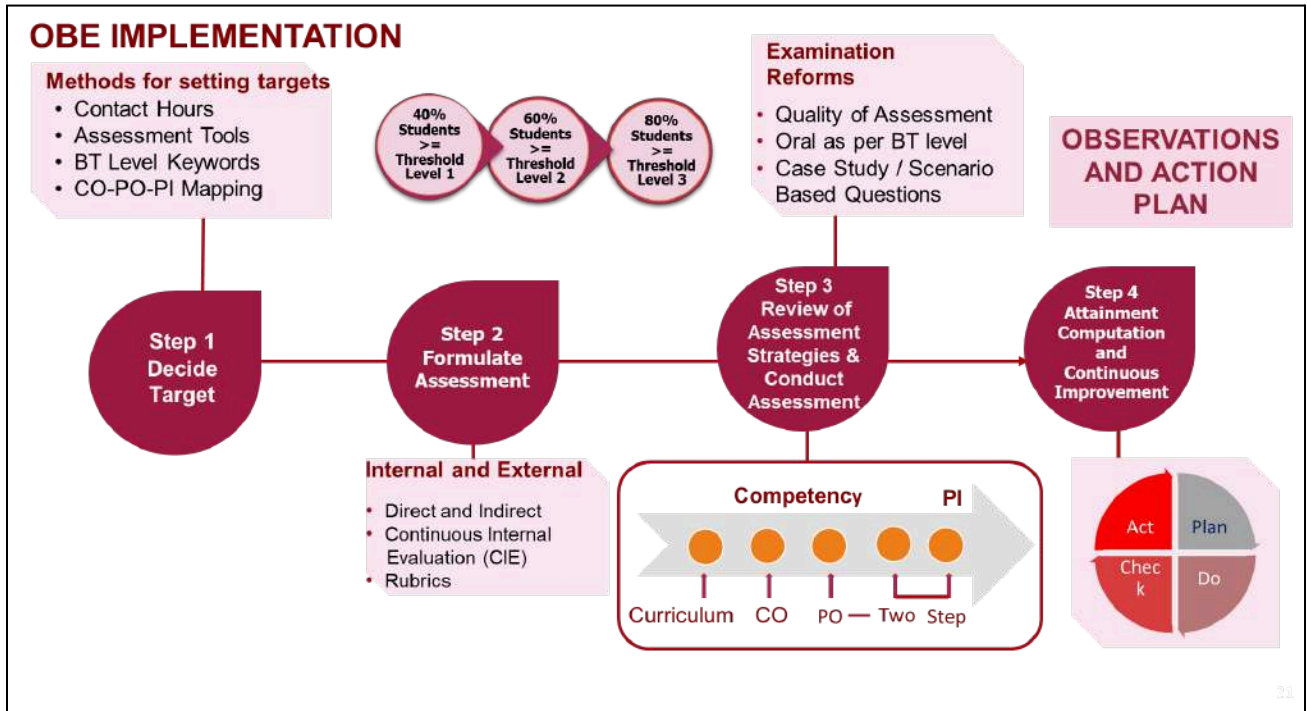 OBE IMPLEMENTATION
Methods for setting targets
• Contact Hours
• Assessment Tools
• BT Level Keywords
• CO-PO-PI Mapping
40%
Students
>=
Threshold
Level 1
60%
Students
>=
Threshold
Level 2
80%
Students
>=
Threshold
Level 3
Examination
Reforms
• Quality of Assessment
• Oral as per BT level
• Case Study / Scenario
Based Questions
OBSERVATIONS
AND ACTION
PLAN
Step 1
Decide
Target
Step 2
Formulate
Assessment
Step 3
Review of
Assessment
Strategies &
Conduct
Assessment
Step 4
Attainment
Computation
and
Continuous
Improvement
Internal and External
• Direct and Indirect
• Continuous Internal
Evaluation (CIE)
• Rubrics
Competency
PI
Curriculum
CO
PO
Two
Step
Act
Plan
Chec
k
Do
21